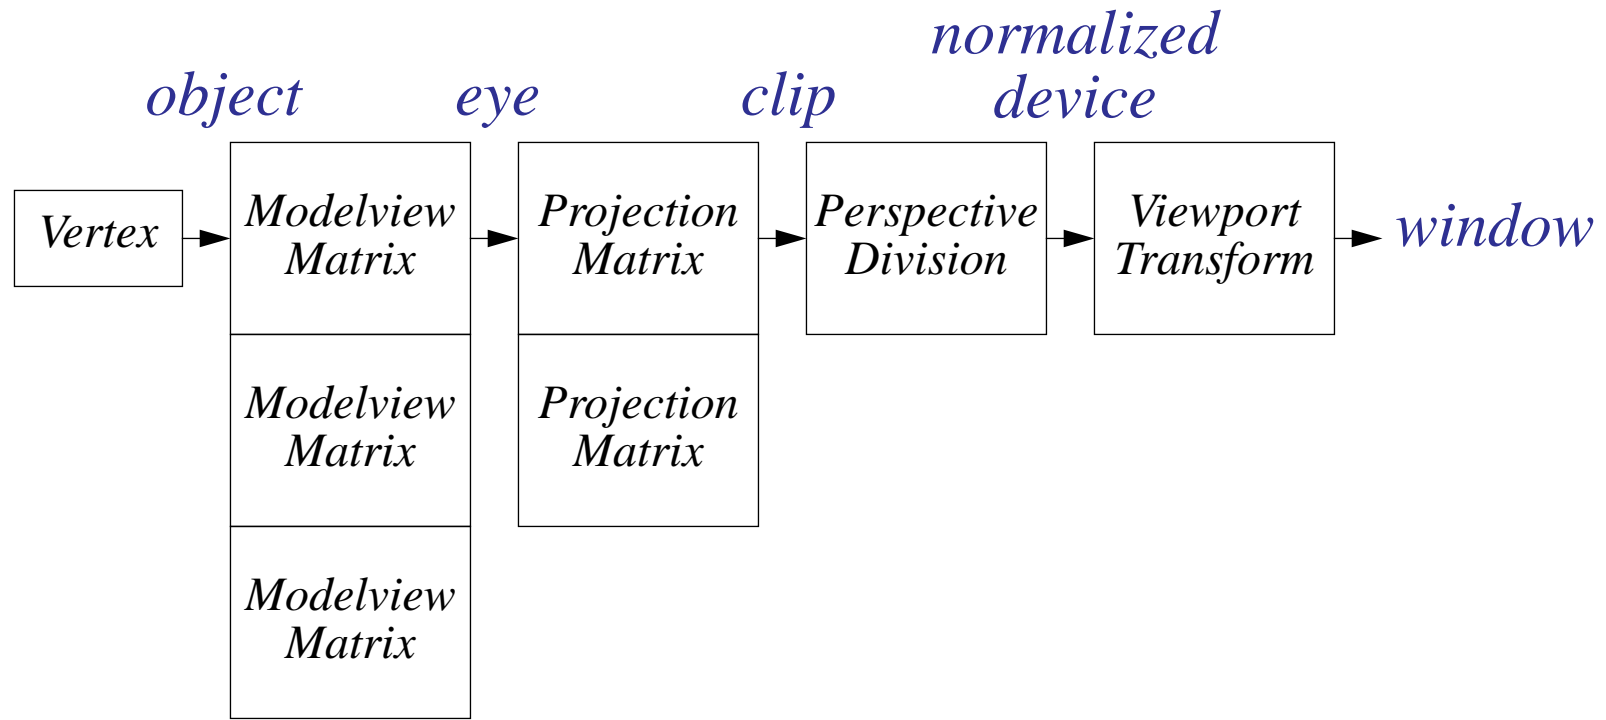 normalized
object
eye
clip
device
Vertex
Modelview
Matrix
Projection
Matrix
Perspective
Division
Viewport
Transform
window
Modelview
Matrix
Projection
Matrix
Modelview
Matrix